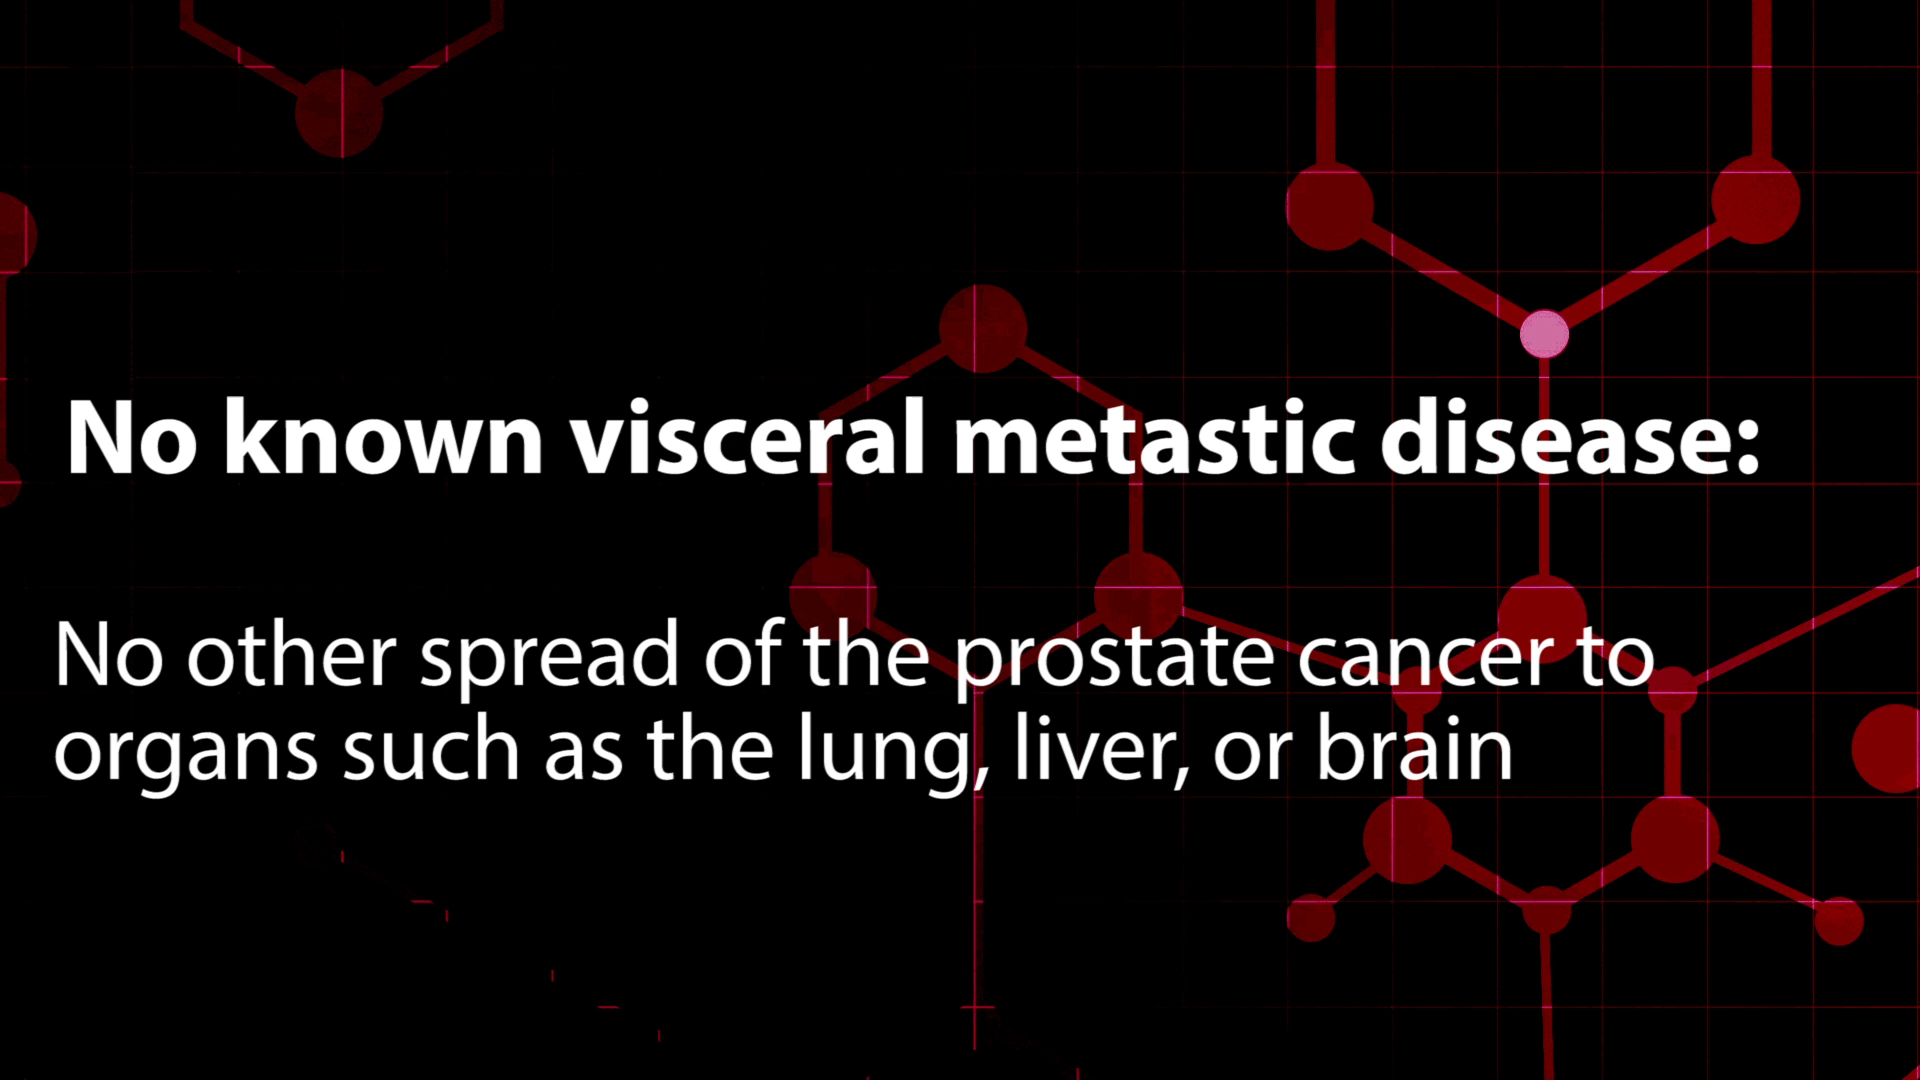 No known visceral metastic disease:
No other spread of the prostate cancer to
organs such as the lung, liver, or brain